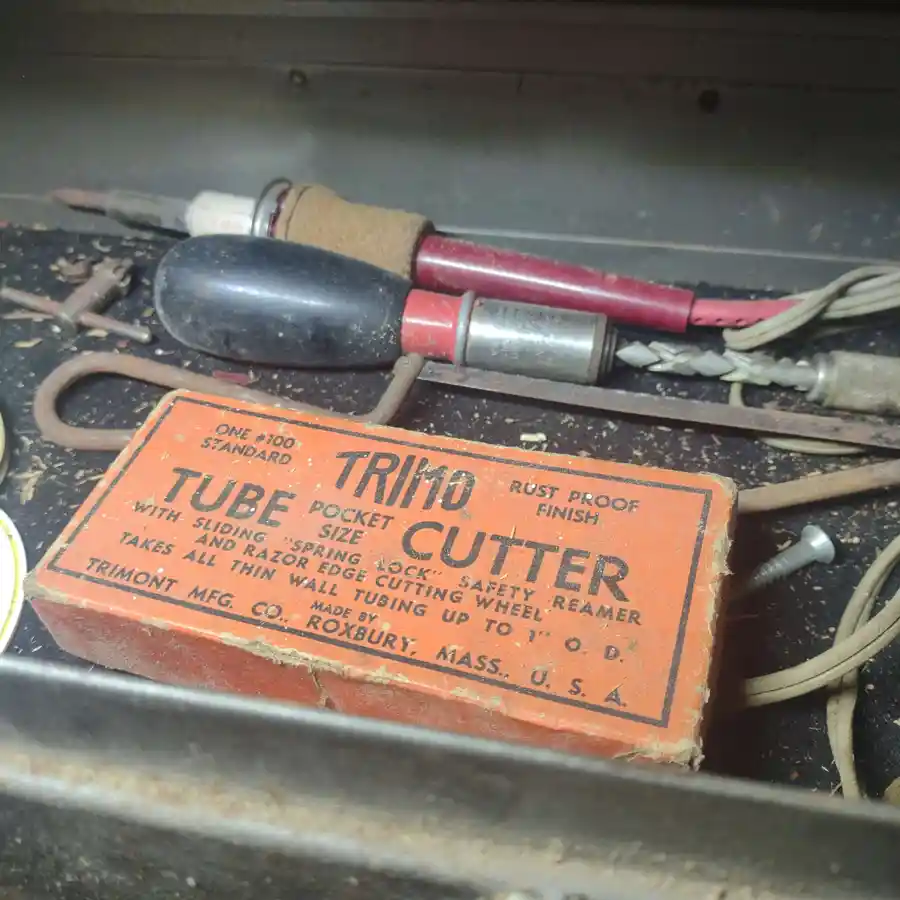 ONE #100
STANDARD
TRIMO
RUST PROOF
FINISH
TUBE
POCKET
SIZE
CUTTER
WITH SLIDING "SPRING LOCK" SAFETY REAMER
AND RAZOR EDGE CUTTING WHEEL
TAKES ALL THIN WALL TUBING UP TO 1" O. D.
MADE BY
TRIMONT MFG. CO., ROXBURY, MASS., U. S. A.